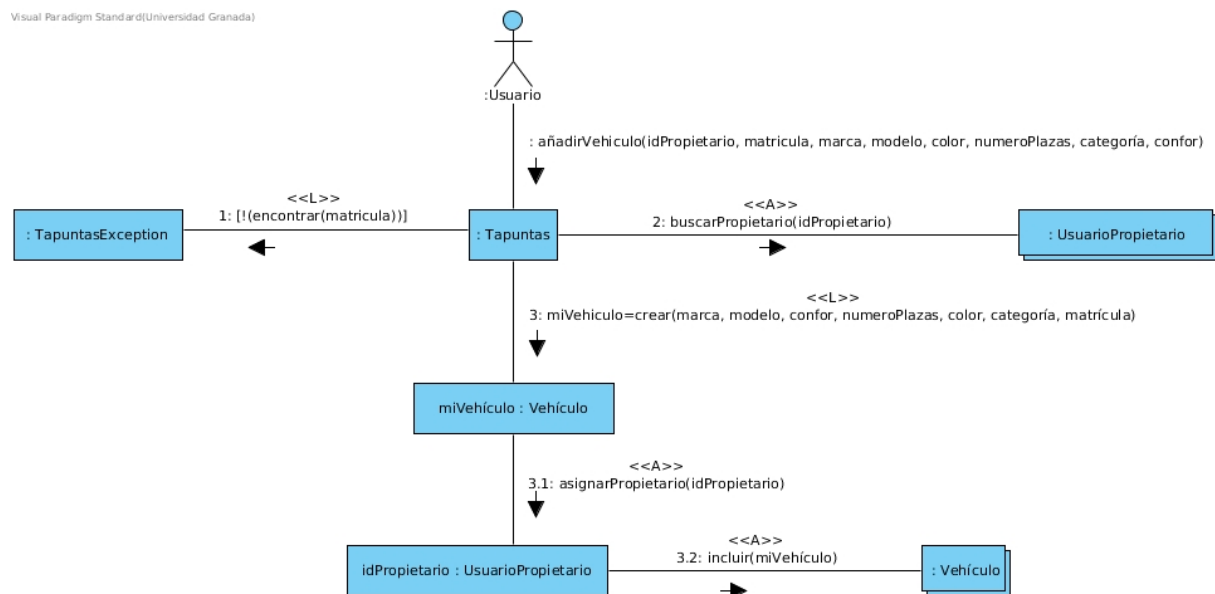 Visual Paradigm Standard(Universidad Granada)
:Usuario
: añadirVehiculo(idPropietario, matricula, marca, modelo, color, numeroPlazas, categoría, confor)
<<L>>
1: [!(encontrar(matricula))]
<<A>>
2: buscarPropietario(idPropietario)
: TapuntasException
: Tapuntas
: UsuarioPropietario
<<L>>
3: miVehiculo=crear(marca, modelo, confor, numeroPlazas, color, categoría, matrícula)
miVehículo : Vehículo
<<A>>
3.1: asignarPropietario(idPropietario)
<<A>>
3.2: incluir(miVehículo)
idPropietario : UsuarioPropietario
: Vehículo